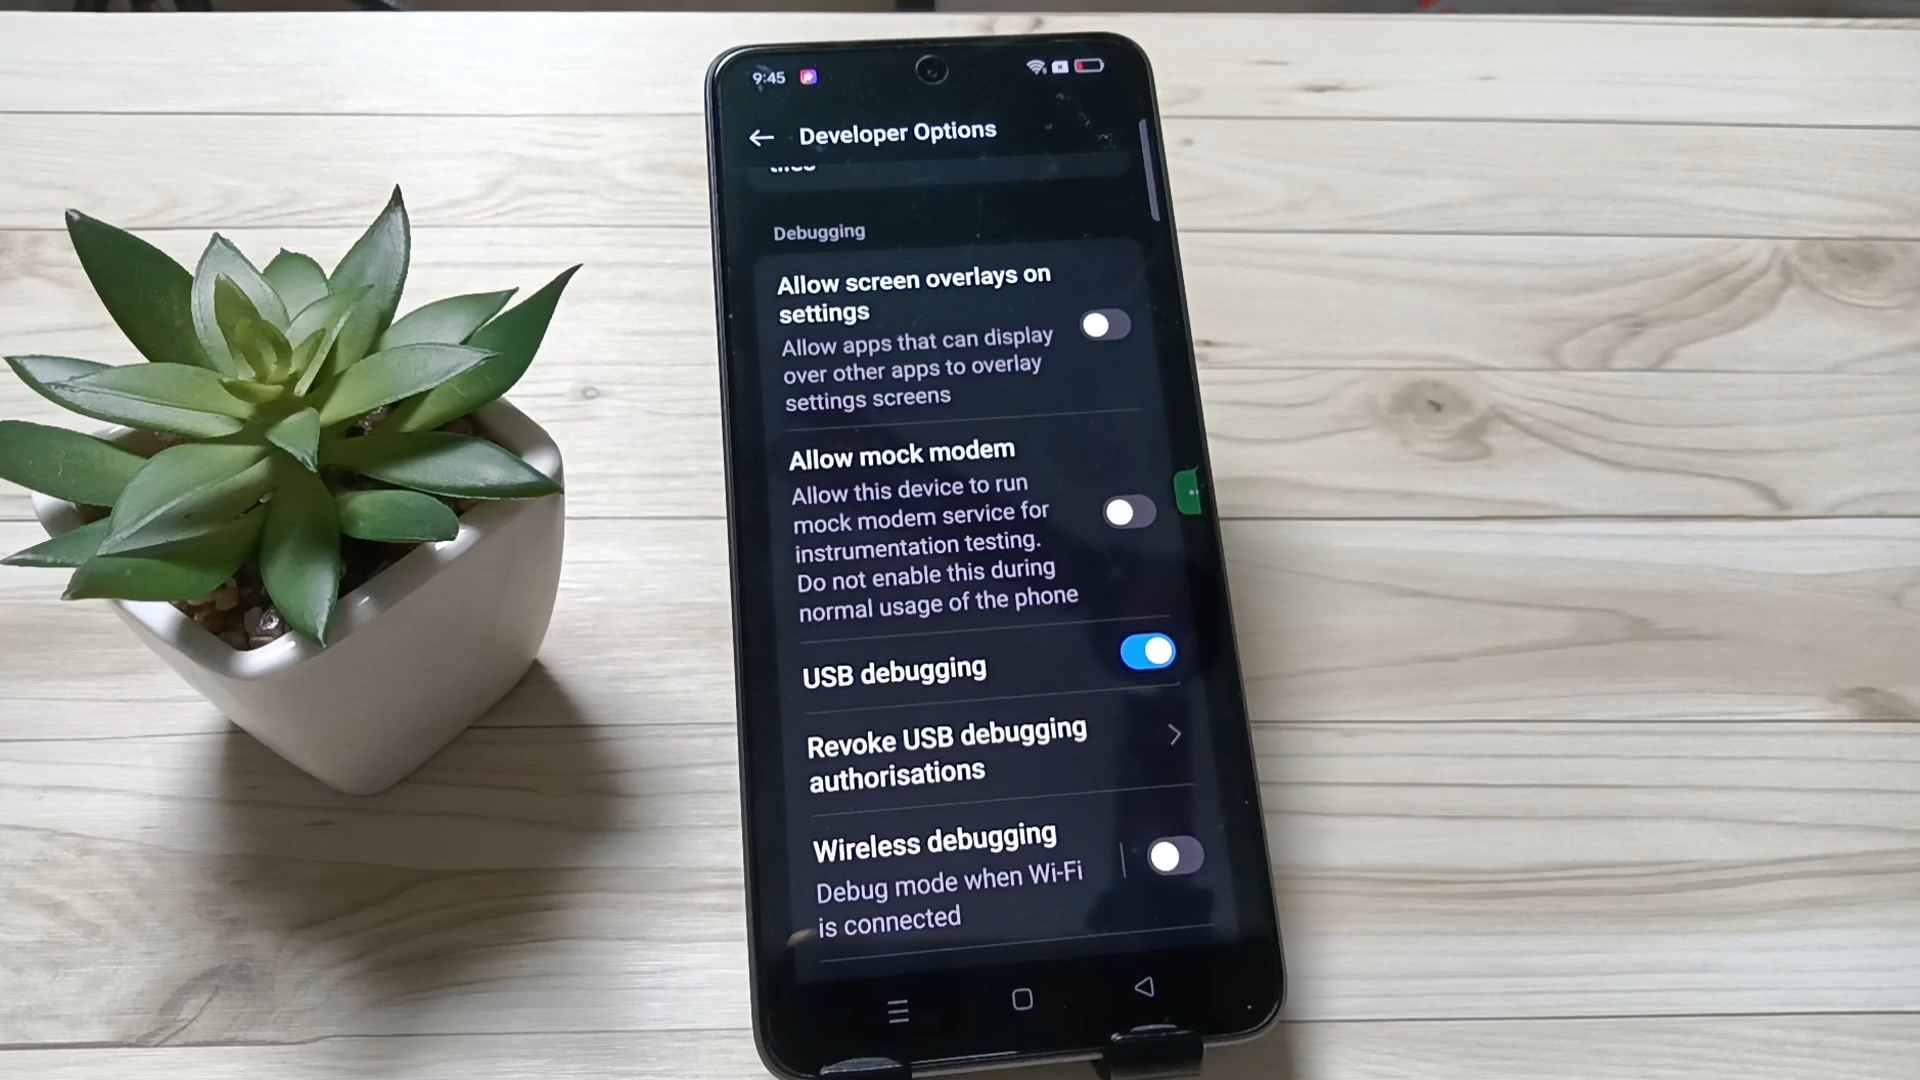 9:45
Developer Options
Debugging
Allow screen overlays on
settings
Allow apps that can display
over other apps to overlay
settings screens
Allow mock modem
Allow this device to run
mock modem service for
instrumentation testing.
Do not enable this during
normal usage of the phone
USB debugging
Revoke USB debugging
authorisations
Wireless debugging
Debug mode when Wi-Fi
is connected